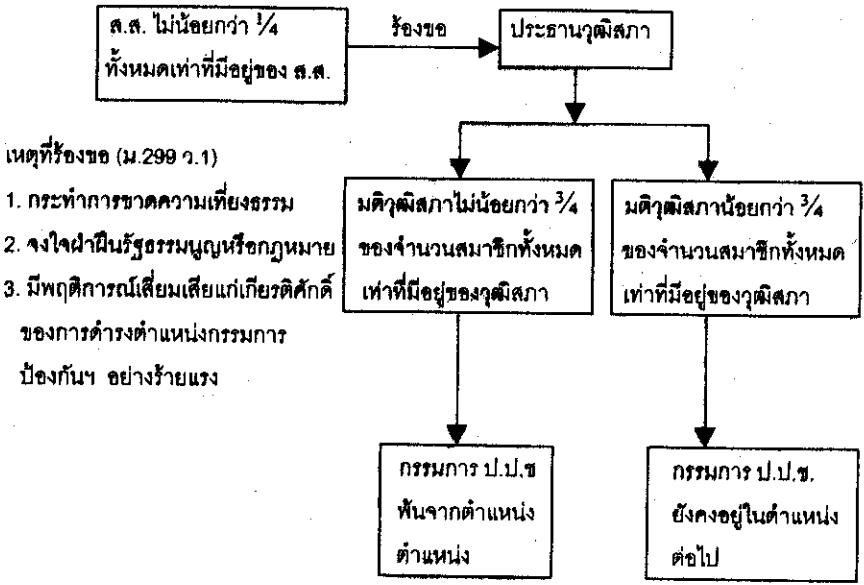 ส.ส. ไม่น้อยกว่า ¼
ทั้งหมดเท่าที่มีอยู่ของ ส.ส.
ร้องขอ
ประธานวุฒิสภา
เหตุที่ร้องขอ (ม.299 ว.1)
1. กระทำการขาดความเที่ยงธรรม
2. จงใจฝ่าฝืนรัฐธรรมนูญหรือกฎหมาย
3. มีพฤติการณ์เสื่อมเสียแก่เกียรติศักดิ์
ของการดำรงตำแหน่งกรรมการ
ป้องกันฯ อย่างร้ายแรง
มติวุฒิสภาไม่น้อยกว่า ¾
ของจำนวนสมาชิกทั้งหมด
เท่าที่มีอยู่ของวุฒิสภา
มติวุฒิสภาน้อยกว่า ¾
ของจำนวนสมาชิกทั้งหมด
เท่าที่มีอยู่ของวุฒิสภา
กรรมการ ป.ป.ช
พ้นจากตำแหน่ง
ตำแหน่ง
กรรมการ ป.ป.ช.
ยังคงอยู่ในตำแหน่ง
ต่อไป